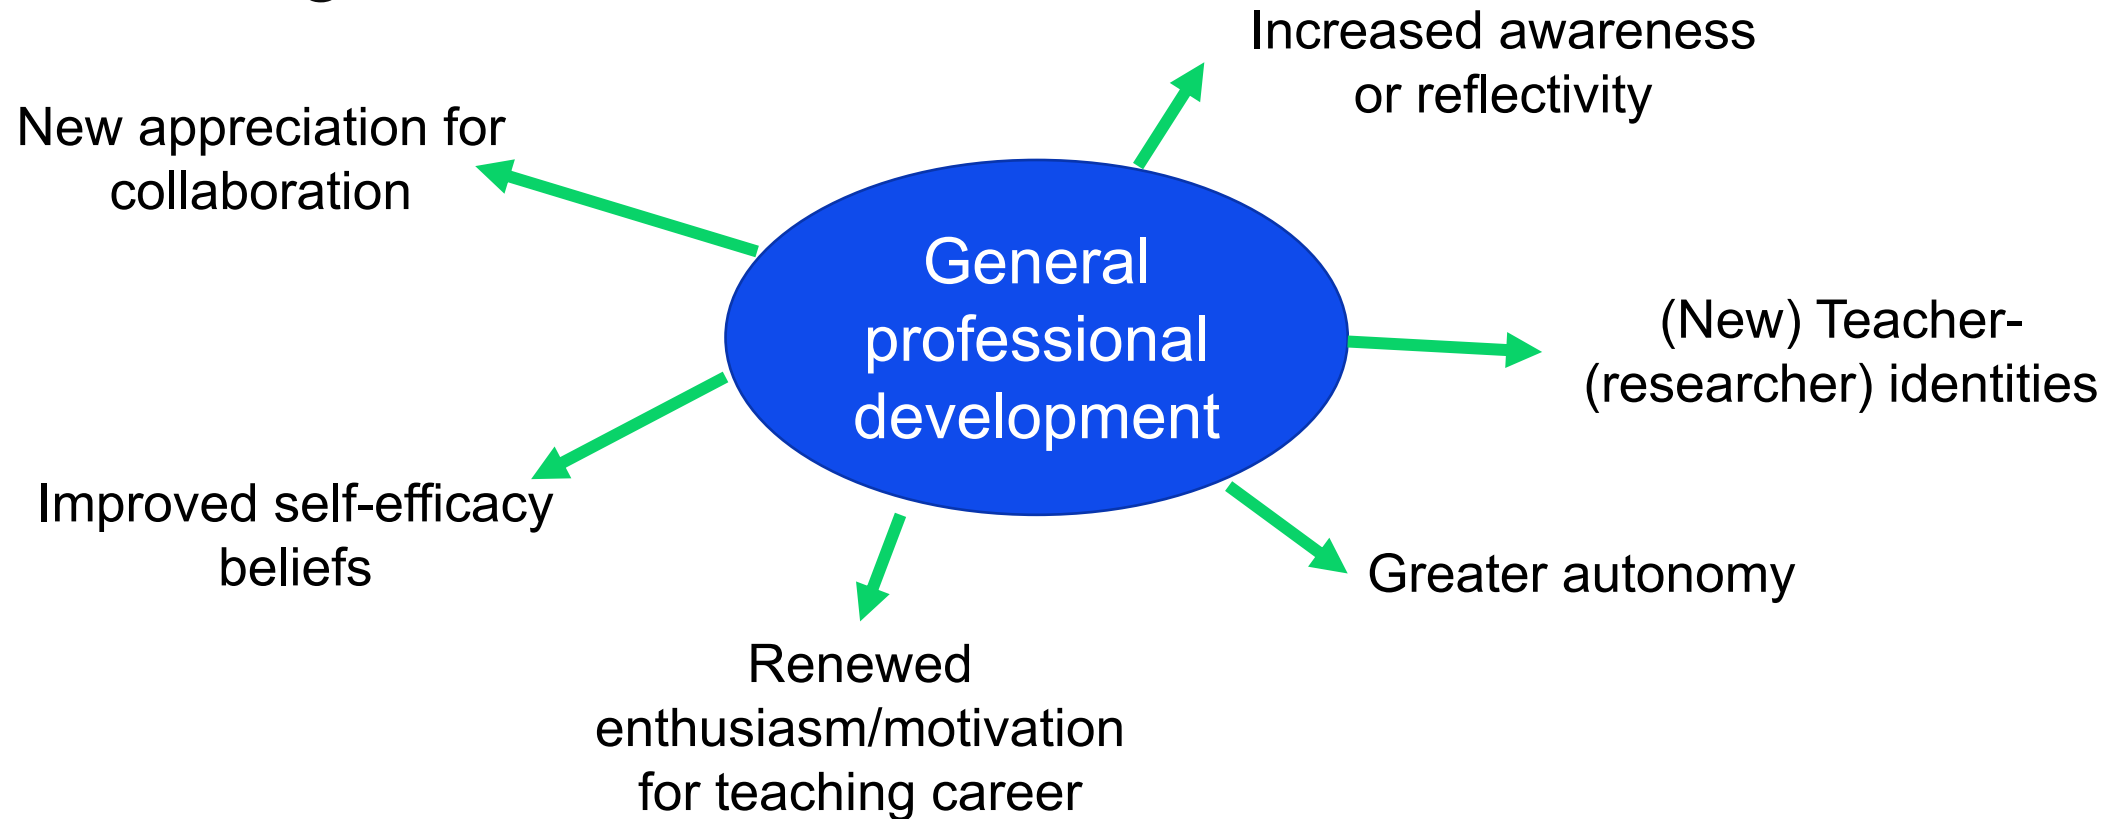 Increased awareness
or reflectivity
New appreciation for
collaboration
General
professional
development
(New) Teacher-
(researcher) identities
Improved self-efficacy
beliefs
Greater autonomy
Renewed
enthusiasm/motivation
for teaching career